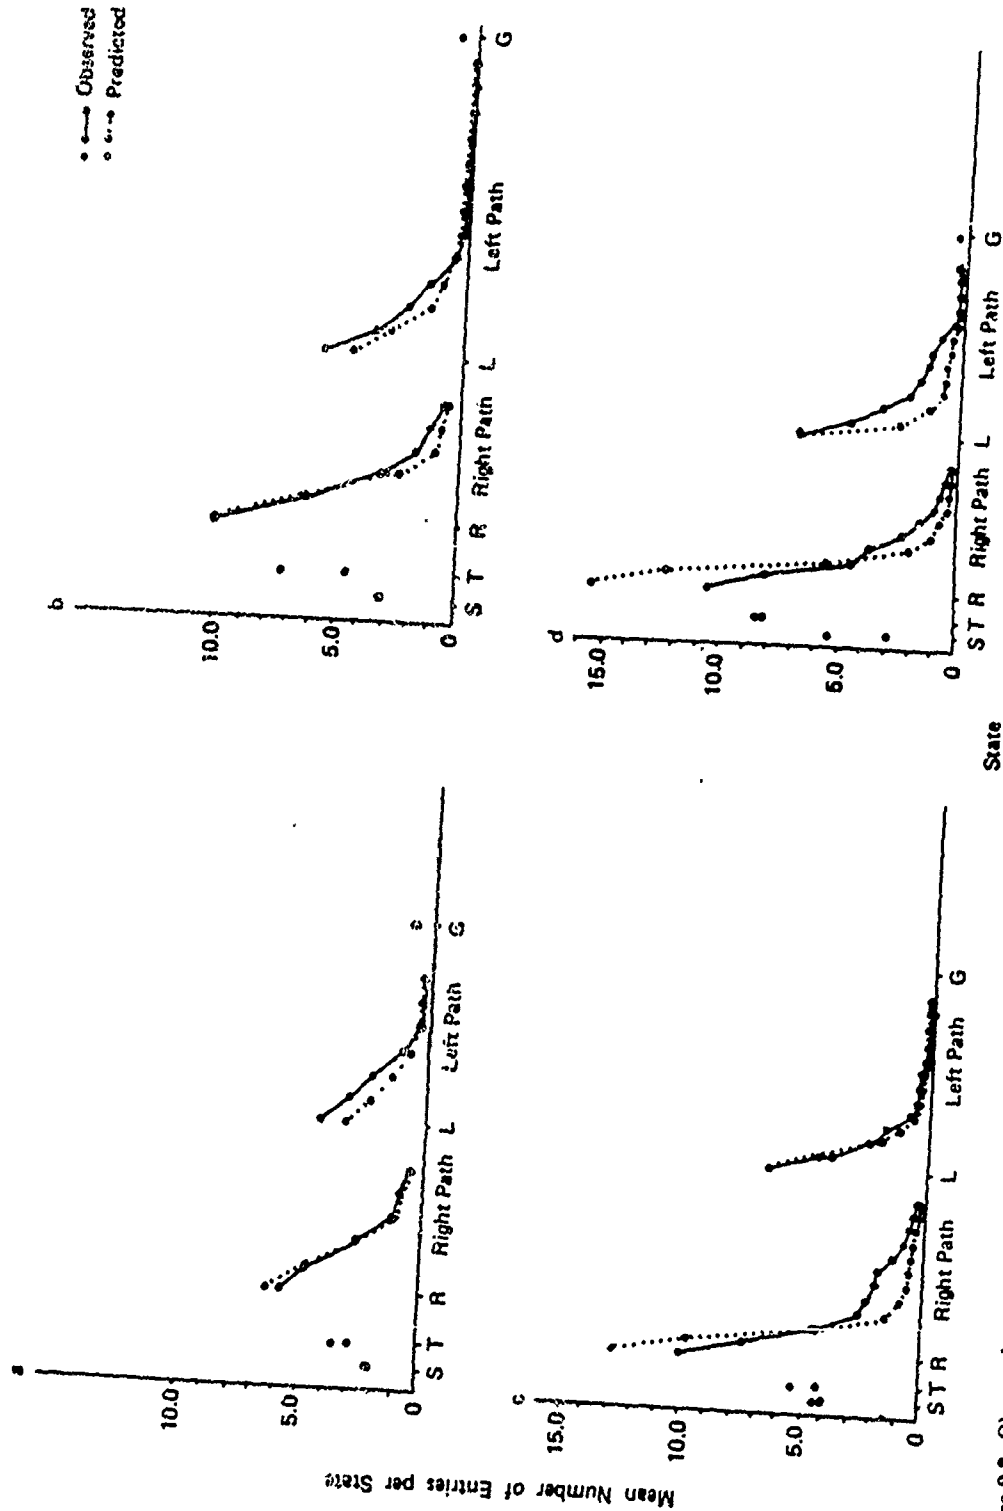 Observed
Predicted
a
10.0
5.0
0
S T R Right Path L Left Path G
b
10.0
5.0
0
S T R Right Path L Left Path G
c
15.0
10.0
5.0
0
S T R Right Path L Left Path G
d
15.0
10.0
5.0
0
S T R Right Path L Left Path G
Mean Number of Entries per State
State